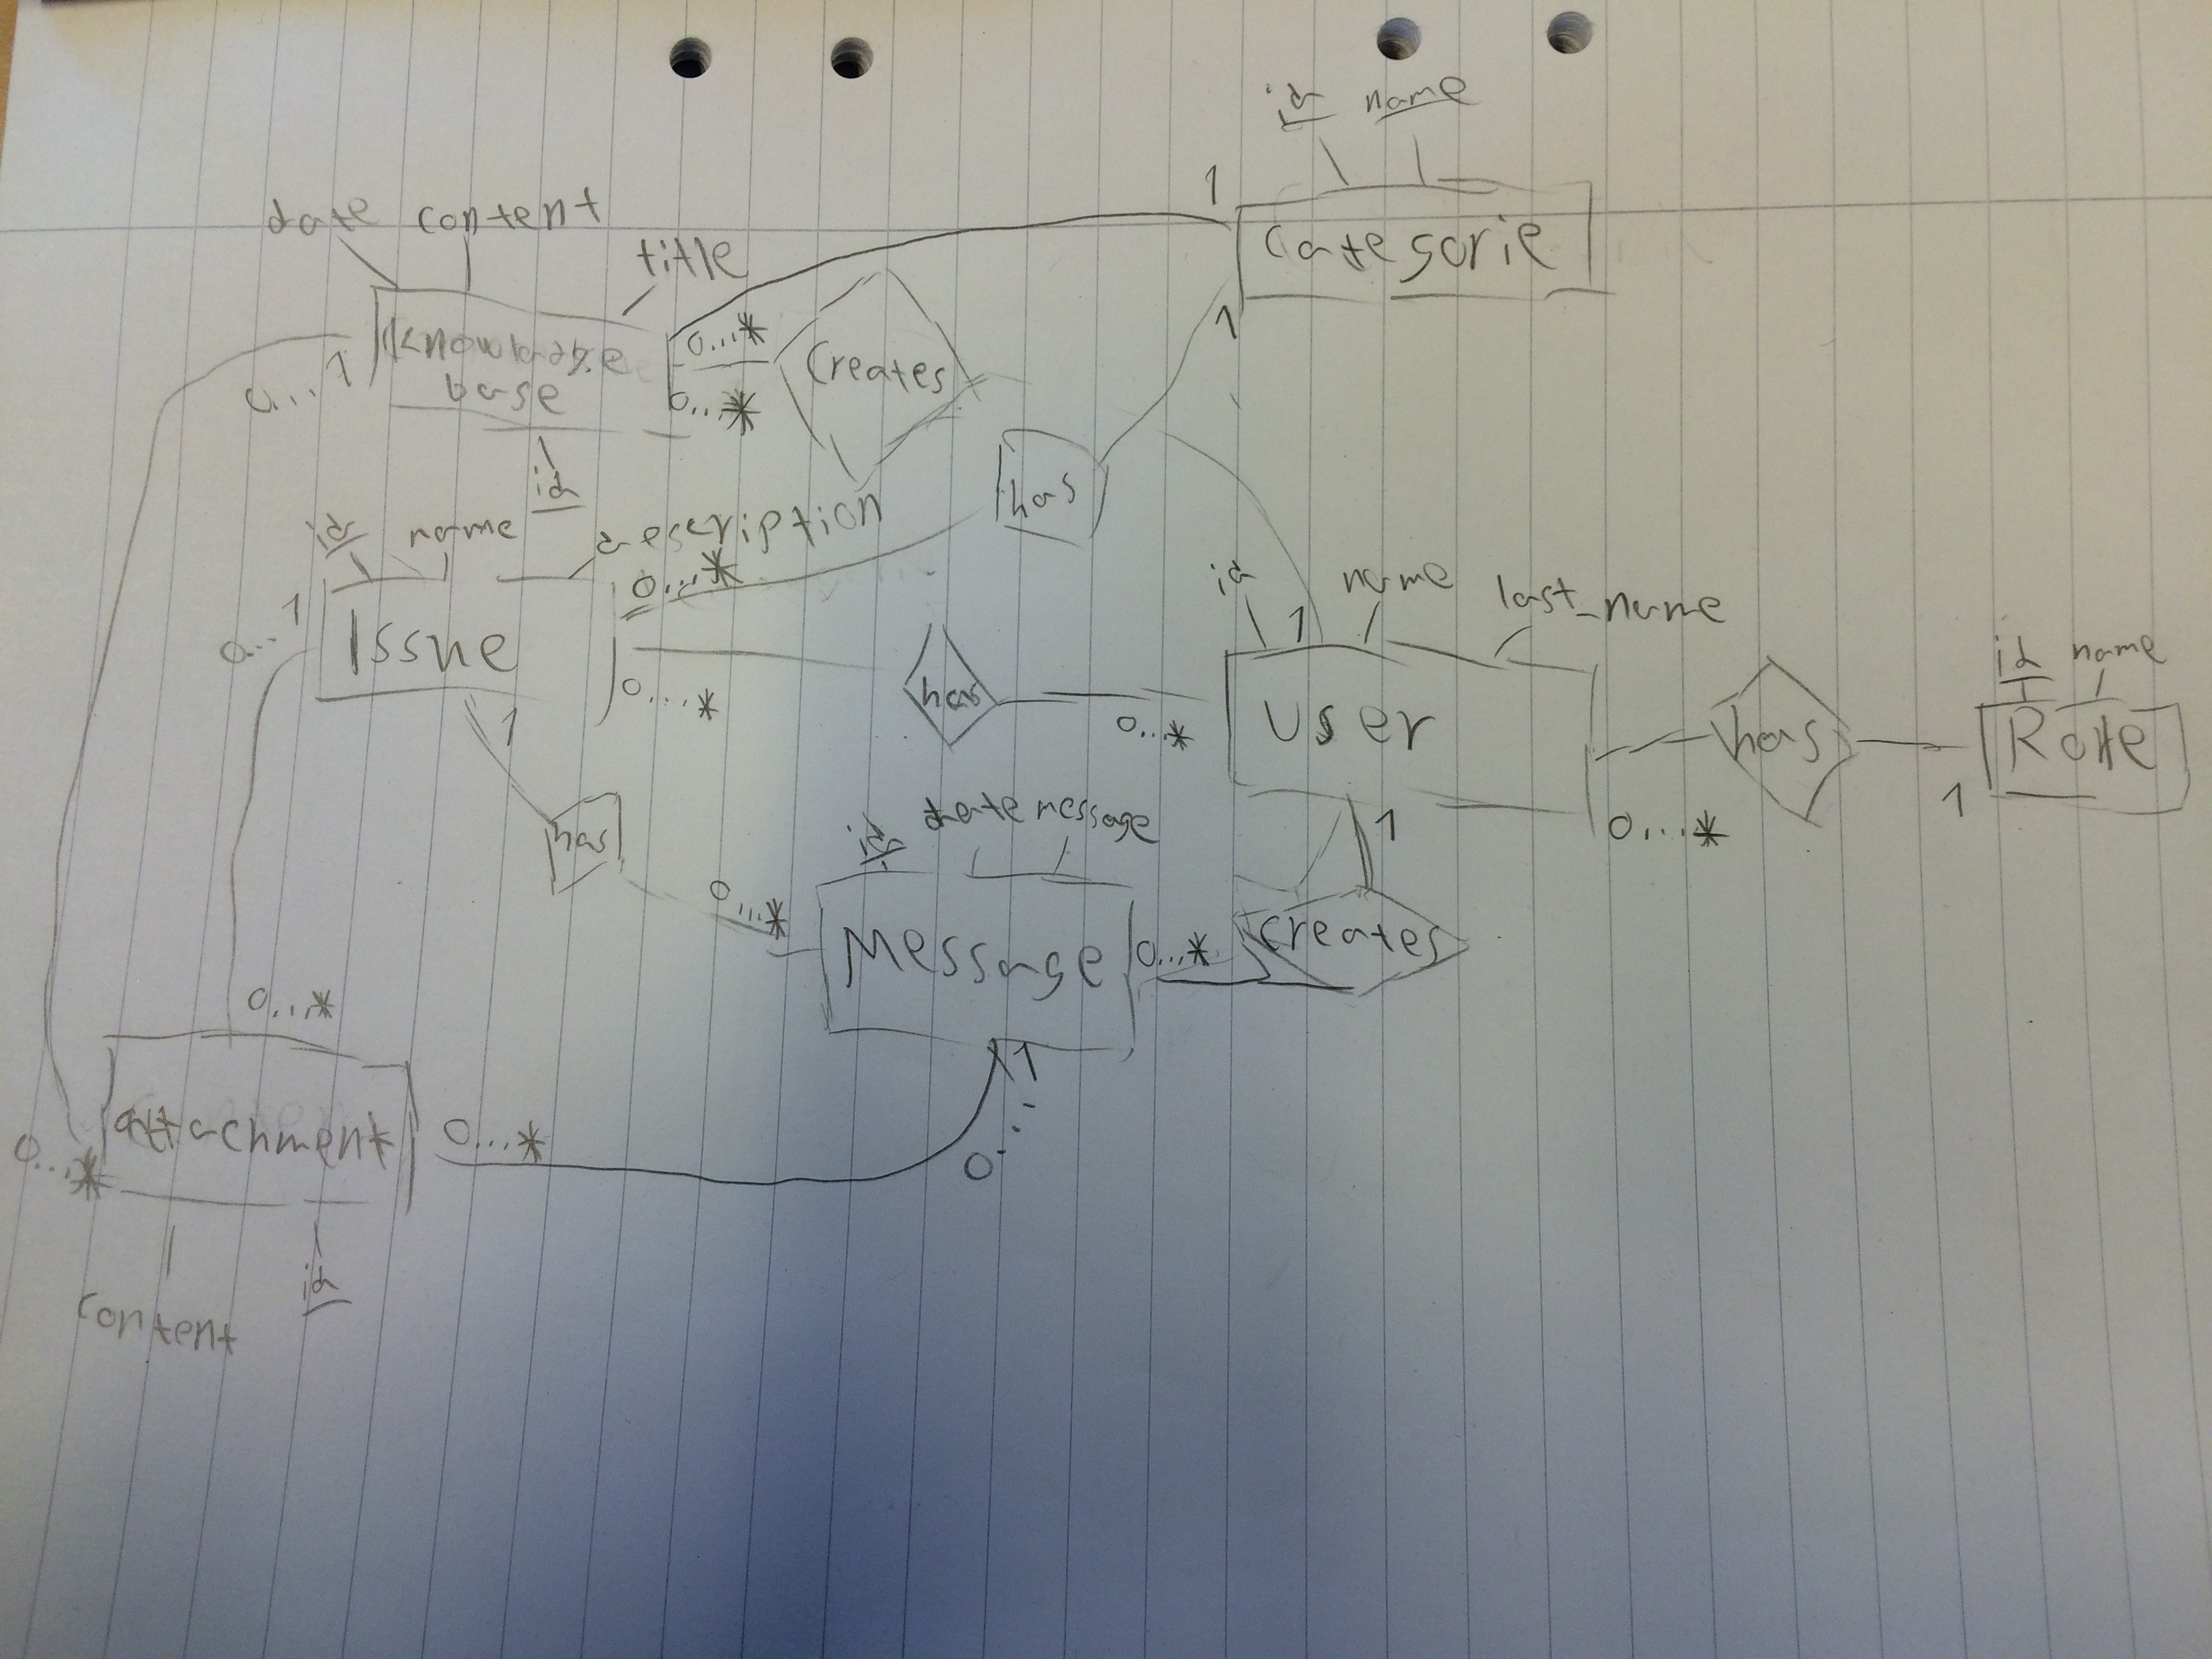 id name
1
Categorie
1
date content
title
Knowledge
base
0...1
0...*
0...*
Creates
id
has
id name
description
0...*
0...1
Issue
0...*
1
has
0...*
id
1
name
last_name
User
0...*
has
1
id name
Rolle
1
has
0...*
id
date message
Message
0...*
creates
0...1
0...*
attachment
0...*
0...*
content
id